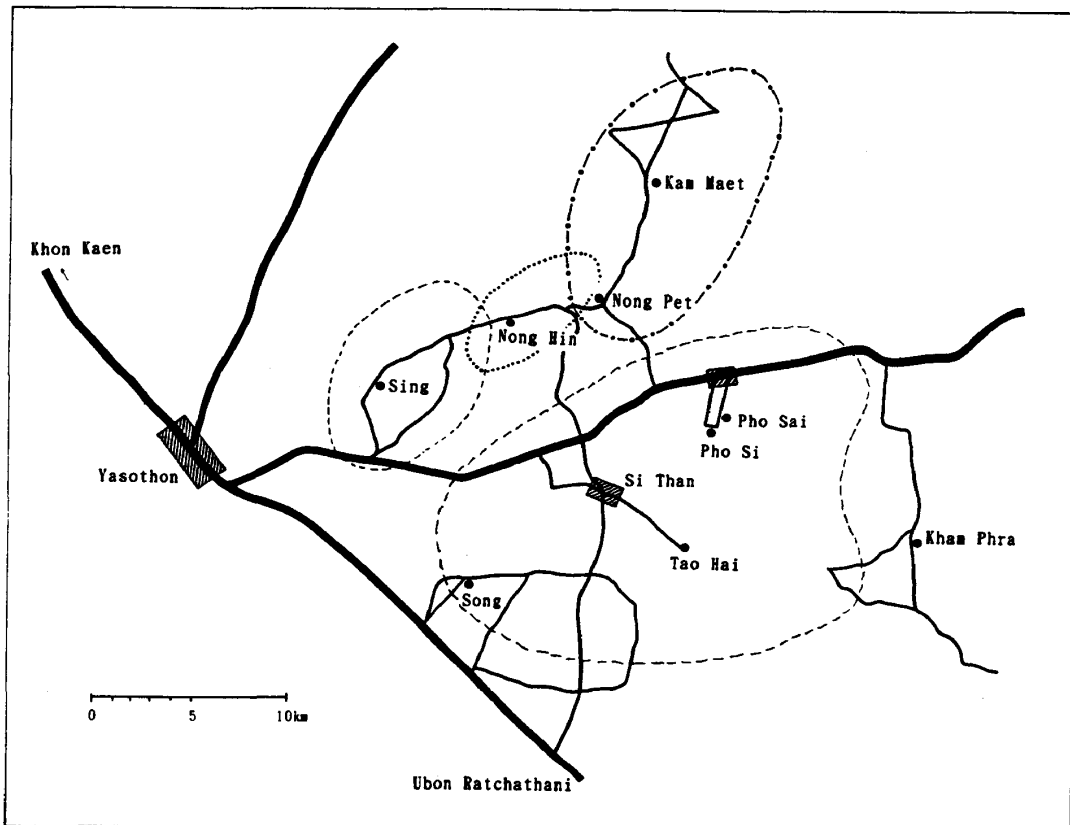 Kam Maet
Khon Kaen
Nong Pet
Nong Hin
Sing
Pho Sai
Pho Si
Yasothon
Si Than
Kham Phra
Tao Hai
Song
0 5 10km
Ubon Ratchathani